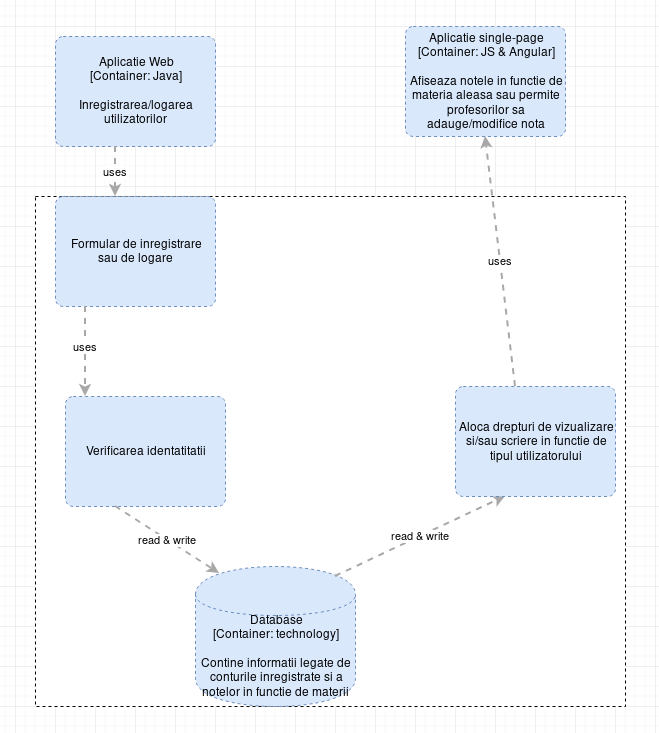 Aplicatie Web
[Container: Java]
Inregistrarea/logarea
utilizatorilor
Aplicatie single-page
[Container: JS & Angular]
Afiseaza notele in functie de
materia aleasa sau permite
profesorilor sa
adauge/modifice nota
uses
Formular de inregistrare
sau de logare
uses
uses
Verificarea identatitatii
Aloca drepturi de vizualizare
si/sau scriere in functie de
tipul utilizatorului
read & write
read & write
Database
[Container: technology]
Contine informatii legate de
conturile inregistrate si a
notelor in functie de materii